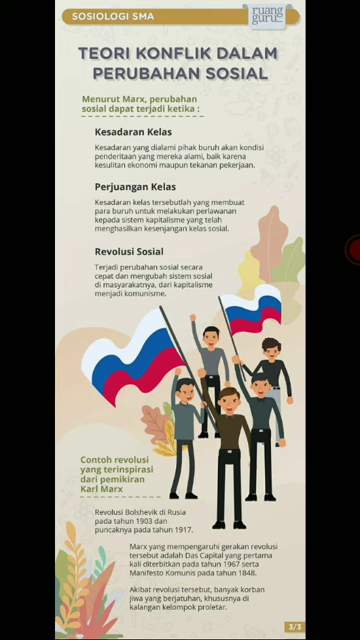 SOSIOLOGI SMA
ruang
guru
TEORI KONFLIK DALAM
PERUBAHAN SOSIAL
Menurut Marx, perubahan
sosial dapat terjadi ketika :
Kesadaran Kelas
Kesadaran yang dialami pihak buruh akan kondisi
penderitaan yang mereka alami, baik karena
kesulitan ekonomi maupun tekanan pekerjaan.
Perjuangan Kelas
Kesadaran kelas tersebutlah yang membuat
para buruh untuk melakukan perlawanan
kepada sistem kapitalisme yang telah
menghasilkan kesenjangan kelas sosial.
Revolusi Sosial
Terjadi perubahan sosial secara
cepat dan mengubah sistem sosial
di masyarakatnya, dari kapitalisme
menjadi komunisme.
Contoh revolusi
yang terinspirasi
dari pemikiran
Karl Marx
Revolusi Bolshevik di Rusia
pada tahun 1903 dan
puncaknya pada tahun 1917.
Marx yang mempengaruhi gerakan revolusi
tersebut adalah Das Capital yang pertama
kali diterbitkan pada tahun 1967 serta
Manifesto Komunis pada tahun 1848.
Akibat revolusi tersebut, banyak korban
jiwa yang berjatuhan, khususnya di
kalangan kelompok proletar.
3/3